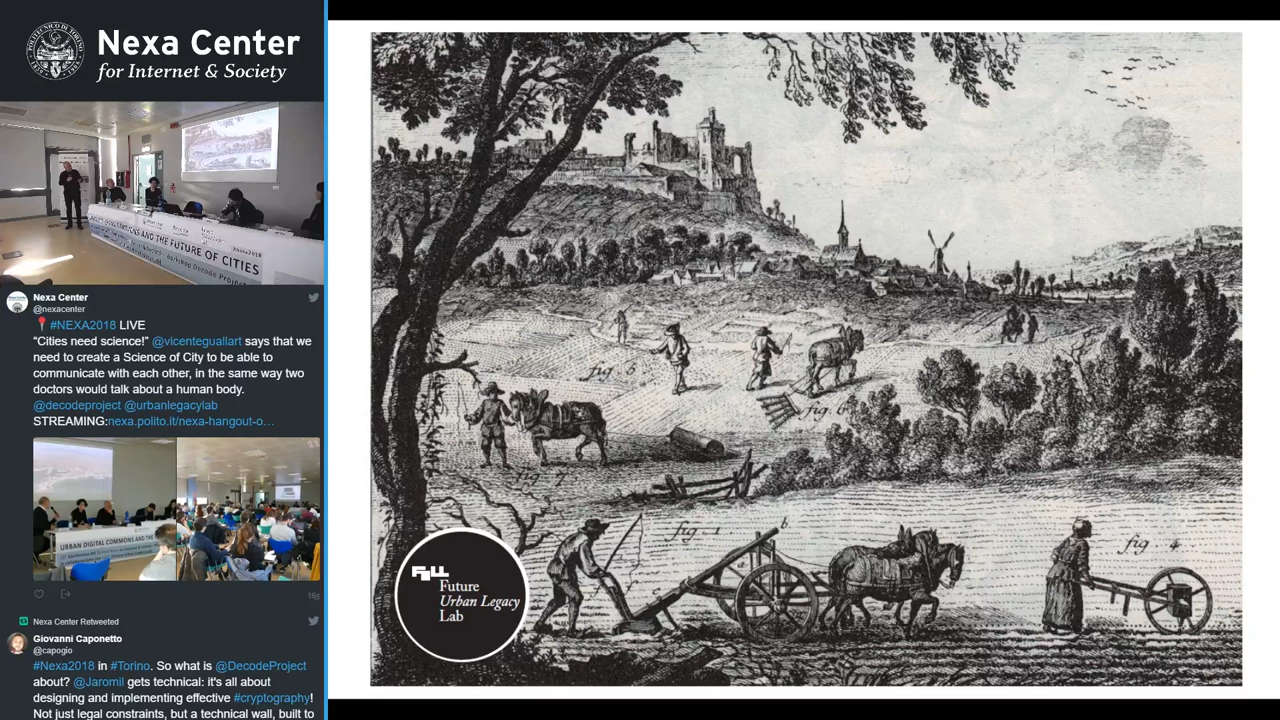 Nexa Center
for Internet & Society
AND THE FUTURE OF CITIES
Nexa Center
@nexacenter
📍#NEXA2018 LIVE
“Cities need science!” @vicenteguallart says that we
need to create a Science of City to be able to
communicate with each other, in the same way two
doctors would talk about a human body.
@decodeproject @urbanlegacylab
STREAMING:nexa.polito.it/nexa-hangout-o…
URBAN DIGITAL COMMONS AND THE
16s
Nexa Center Retweeted
Giovanni Caponetto
@capogio
#Nexa2018 in #Torino. So what is @DecodeProject
about? @Jaromil gets technical: it's all about
designing and implementing effective #cryptography!
Not just legal constraints, but a technical wall, built to
fig. 5
fig. 6
fig. 1
b
fig 4
FULL
Future
Urban Legacy
Lab